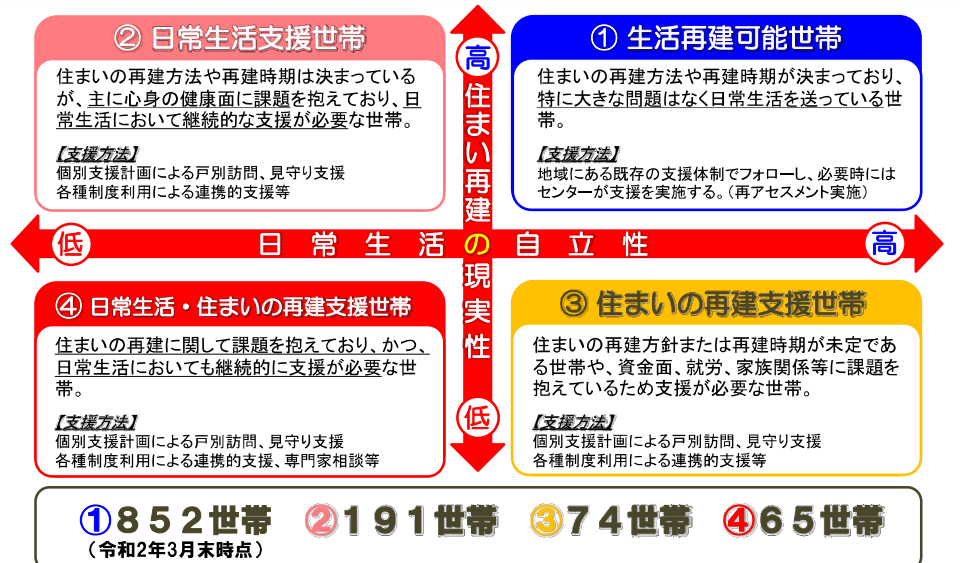 ② 日常生活支援世帯
住まいの再建方法や再建時期は決まっている
が、主に心身の健康面に課題を抱えており、日
常生活において継続的な支援が必要な世帯。
【支援方法】
個別支援計画による戸別訪問、見守り支援
各種制度利用による連携的支援等
① 生活再建可能世帯
住まいの再建方法や再建時期が決まっており、
特に大きな問題はなく日常生活を送っている世
帯。
【支援方法】
地域にある既存の支援体制でフォローし、必要時には
センターが支援を実施する。（再アセスメント実施）
高
住まい再建の現実性
低
低
日常生活の自立性
高
④ 日常生活・住まいの再建支援世帯
住まいの再建に関して課題を抱えており、かつ、
日常生活においても継続的に支援が必要な世
帯。
【支援方法】
個別支援計画による戸別訪問、見守り支援
各種制度利用による連携的支援、専門家相談等
③ 住まいの再建支援世帯
住まいの再建方針または再建時期が未定であ
る世帯や、資金面、就労、家族関係等に課題を
抱えているため支援が必要な世帯。
【支援方法】
個別支援計画による戸別訪問、見守り支援
各種制度利用による連携的支援等
①８５２世帯 ②１９１世帯 ③７４世帯 ④６５世帯
（令和2年3月末時点）